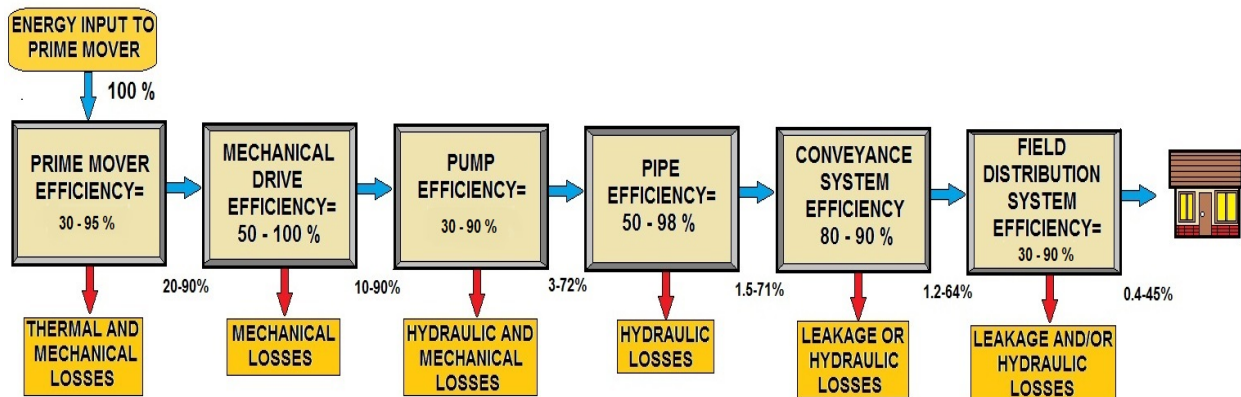 ENERGY INPUT TO
PRIME MOVER
100 %
PRIME MOVER
EFFICIENCY=
30 - 95 %
MECHANICAL
DRIVE
EFFICIENCY=
50 - 100 %
PUMP
EFFICIENCY=
30 - 90 %
PIPE
EFFICIENCY=
50 - 98 %
CONVEYANCE
SYSTEM
EFFICIENCY
80 - 90 %
FIELD
DISTRIBUTION
SYSTEM
EFFICIENCY=
30 - 90 %
20-90%
10-90%
3-72%
1.5-71%
1.2-64%
0.4-45%
THERMAL AND
MECHANICAL
LOSSES
MECHANICAL
LOSSES
HYDRAULIC AND
MECHANICAL
LOSSES
HYDRAULIC
LOSSES
LEAKAGE OR
HYDRAULIC
LOSSES
LEAKAGE AND/OR
HYDRAULIC
LOSSES